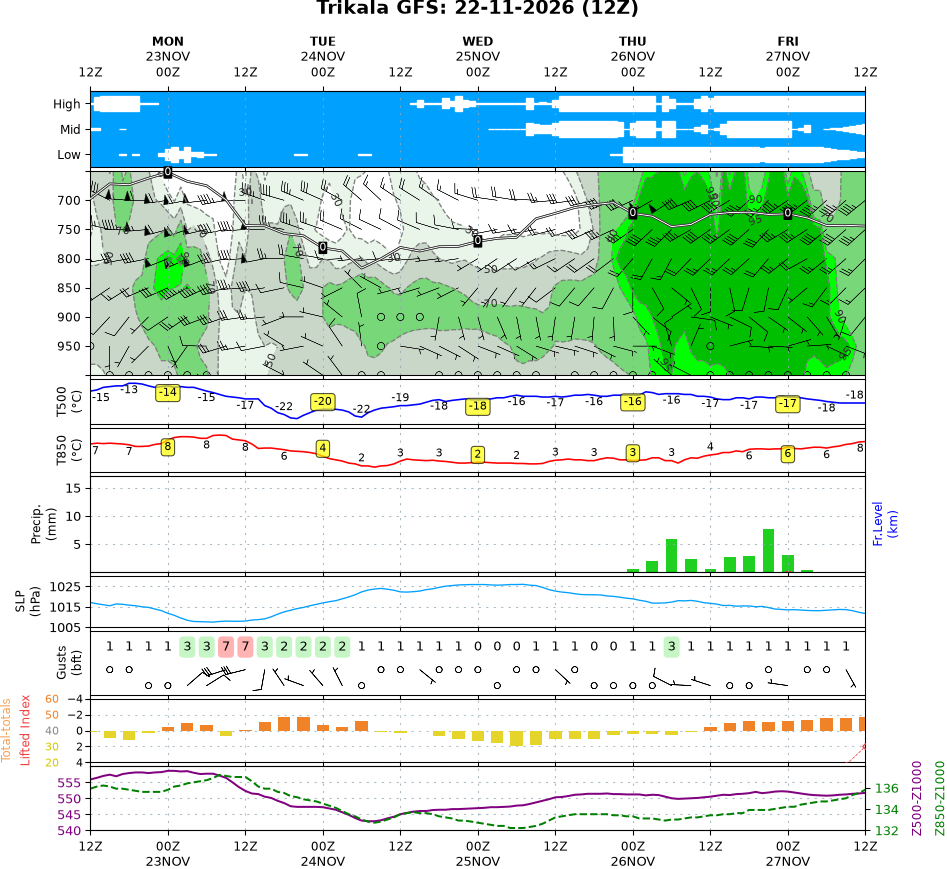 Trikala GFS: 22-11-2026 (12Z)
MON TUE WED THU FRI
23NOV 24NOV 25NOV 26NOV 27NOV
12Z 00Z 12Z 00Z 12Z 00Z 12Z 00Z 12Z 00Z 12Z
High
Mid
Low
700
750
800
850
900
950
0 0 0 0 0
T500 (°C)
-15 -13 -14 -15 -17 -22 -20 -22 -19 -18 -18 -16 -17 -16 -16 -17 -17 -17 -18 -18
T850 (°C)
7 7 8 8 8 6 4 2 3 3 2 2 3 3 3 3 4 6 6 6 8
Precip. (mm)
15
10
5
Fr.Level (km)
SLP (hPa)
1025
1015
1005
Gusts (bft)
1 1 1 1 3 3 7 7 3 2 2 2 2 1 1 1 1 1 1 0 0 0 1 1 1 0 0 1 1 3 1 1 1 1 1 1 1 1 1
Total-totals
Lifted Index
60 −4
50 −2
40 0
30 2
20 4
555
550
545
540
136
134
132
Z500-Z1000
Z850-Z1000
12Z 00Z 12Z 00Z 12Z 00Z 12Z 00Z 12Z 00Z 12Z
23NOV 24NOV 25NOV 26NOV 27NOV